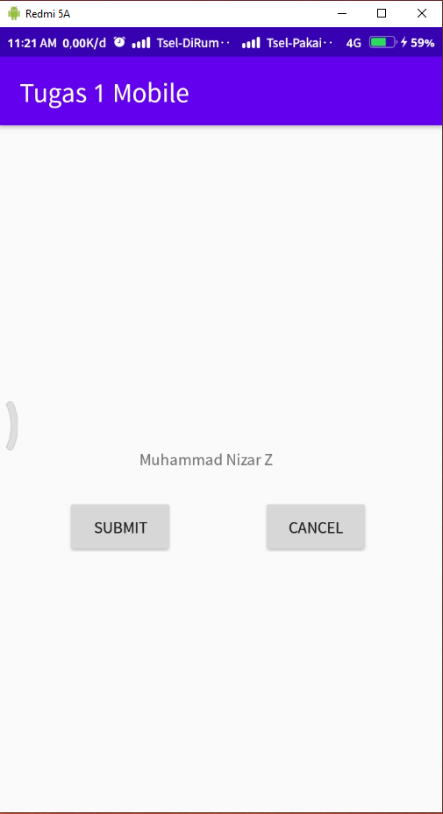 Redmi 5A
11:21 AM 0,00K/d Tsel-DiRum·· Tsel-Pakai·· 4G 59%
Tugas 1 Mobile
Muhammad Nizar Z
SUBMIT CANCEL